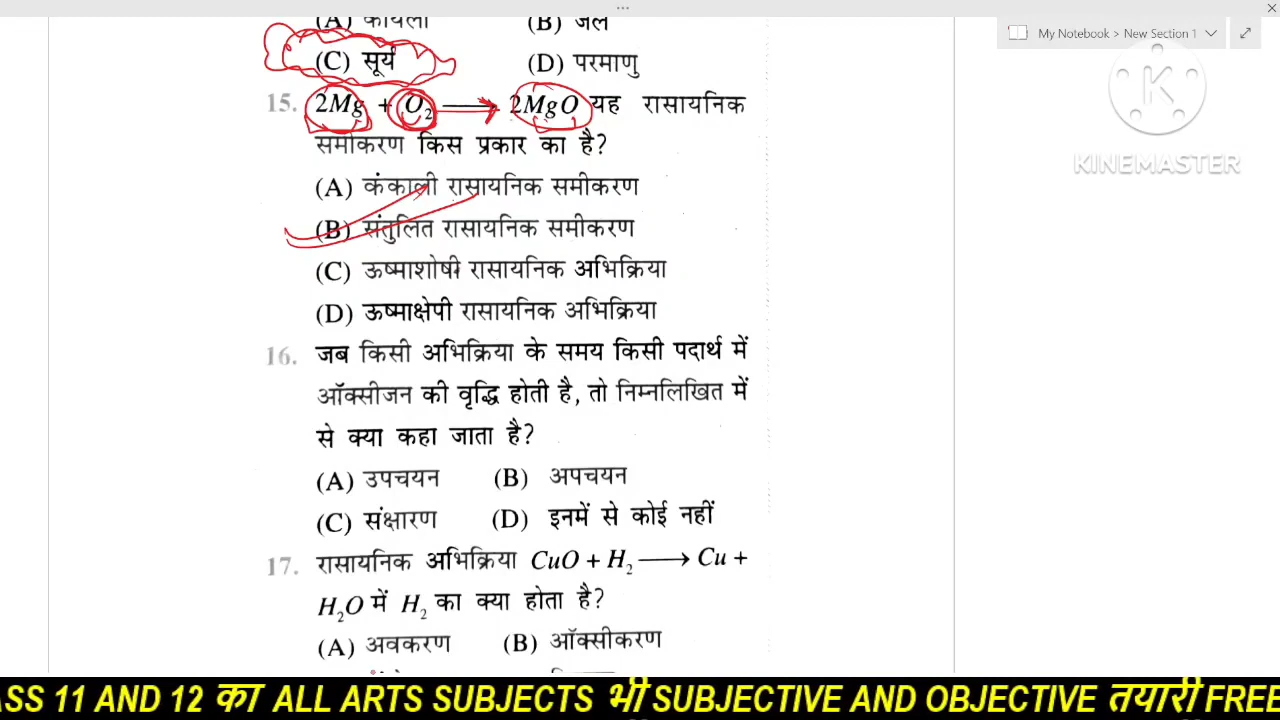 (A) कोयला (B) जल
My Notebook > New Section 1
(C) सूर्य (D) परमाणु
15. 2Mg + O₂ ⟶ 2MgO यह रासायनिक
समीकरण किस प्रकार का है?
(A) कंकाली रासायनिक समीकरण
(B) संतुलित रासायनिक समीकरण
(C) ऊष्माशोषी रासायनिक अभिक्रिया
(D) ऊष्माक्षेपी रासायनिक अभिक्रिया
16. जब किसी अभिक्रिया के समय किसी पदार्थ में
ऑक्सीजन की वृद्धि होती है, तो निम्नलिखित में
से क्या कहा जाता है?
(A) उपचयन (B) अपचयन
(C) संक्षारण (D) इनमें से कोई नहीं
17. रासायनिक अभिक्रिया CuO + H₂ ⟶ Cu +
H₂O में H₂ का क्या होता है?
(A) अवकरण (B) ऑक्सीकरण
K
KINEMASTER
ASS 11 AND 12 का ALL ARTS SUBJECTS भी SUBJECTIVE AND OBJECTIVE तयारी FREE